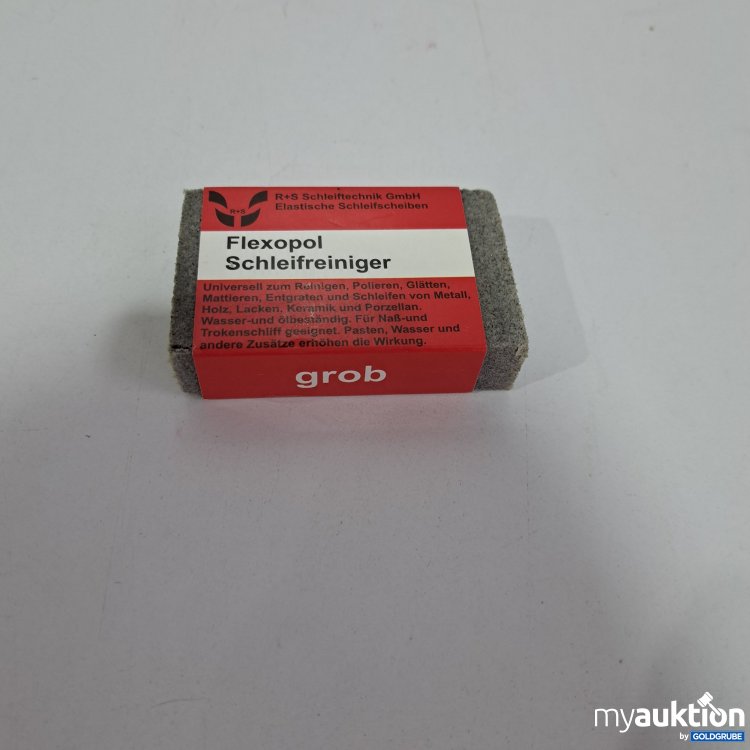 R+S
R+S Schleiftechnik GmbH
Elastische Schleifscheiben
Flexopol
Schleifreiniger
Universell zum Reinigen, Polieren, Glätten,
Mattieren, Entgraten und Schleifen von Metall,
Holz, Lacken, Keramik und Porzellan.
Wasser-und ölbeständig. Für Naß-und
Trokenschliff geeignet. Pasten, Wasser und
andere Zusätze erhöhen die Wirkung.
grob
myauktion
by GOLDGRUBE